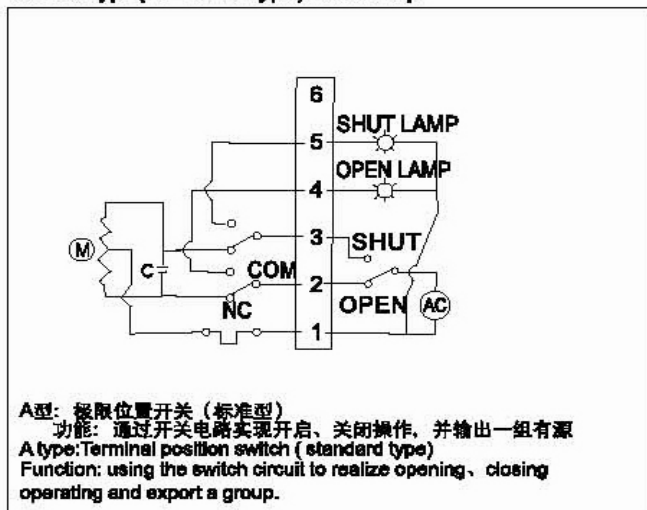 6
SHUT LAMP
5
OPEN LAMP
4
3
SHUT
M
C
COM
2
OPEN
AC
NC
1
A型：极限位置开关（标准型）
功能：通过开关电路实现开启、关闭操作，并输出一组有源
A type:Terminal position switch ( standard type)
Function: using the switch circuit to realize opening、closing
operating and export a group.